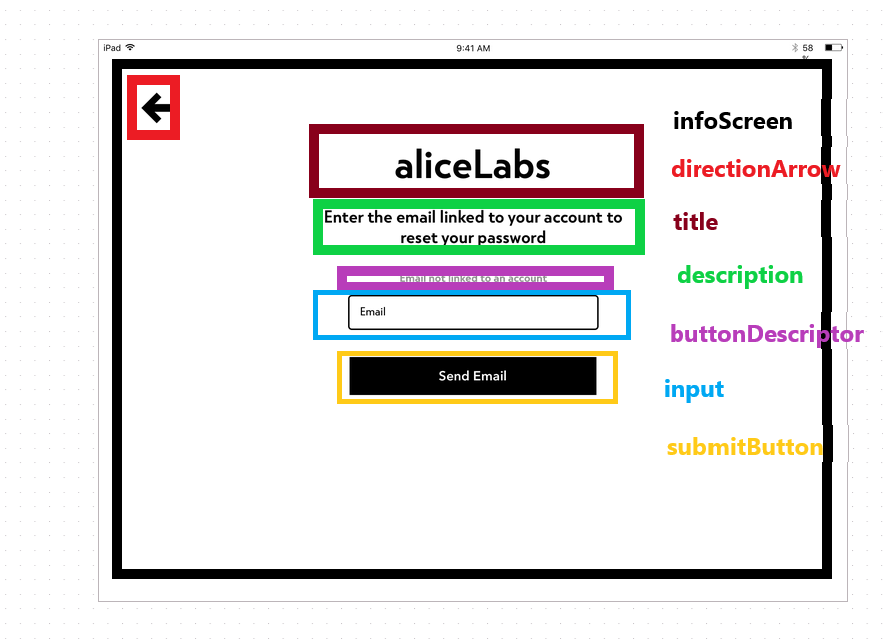 iPad
9:41 AM
58
%
infoScreen
aliceLabs
directionArrow
Enter the email linked to your account to
reset your password
title
description
Email not linked to an account
Email
buttonDescriptor
Send Email
input
submitButton